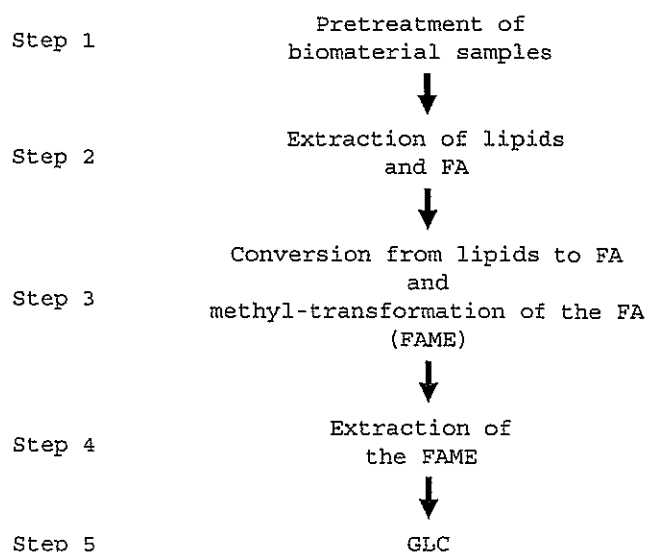 Step 1
Pretreatment of
biomaterial samples
Step 2
Extraction of lipids
and FA
Step 3
Conversion from lipids to FA
and
methyl-transformation of the FA
(FAME)
Step 4
Extraction of
the FAME
Step 5
GLC